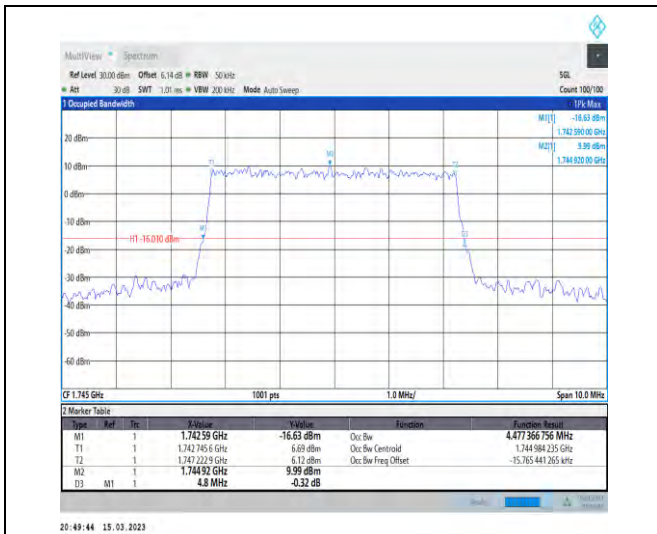 MultiView Spectrum
Ref Level 30.00 dBm Offset 6.14 dB RBW 50 kHz SGL
Att 30 dB SWT 1.01 ms VBW 200 kHz Mode Auto Sweep Count 100/100
1 Occupied Bandwidth 1Pk Max
M1[1] -16.63 dBm
1.742 590 00 GHz
M2[1] 9.99 dBm
1.744 920 00 GHz
20 dBm
10 dBm
0 dBm
-10 dBm
-20 dBm
-30 dBm
-40 dBm
-50 dBm
-60 dBm
H1 -16.010 dBm
T1
M2
T2
M1
D3
CF 1.745 GHz 1001 pts 1.0 MHz/ Span 10.0 MHz
2 Marker Table
Type Ref Trc X-Value Y-Value Function Function Result
M1 1 1.742 59 GHz -16.63 dBm Occ Bw 4.477 366 756 MHz
T1 1 1.742 745 6 GHz 6.69 dBm Occ Bw Centroid 1.744 984 235 GHz
T2 1 1.747 222 9 GHz 6.12 dBm Occ Bw Freq Offset -15.765 441 265 kHz
M2 1 1.744 92 GHz 9.99 dBm
D3 M1 1 4.8 MHz -0.32 dB
20:49:44 15.03.2023